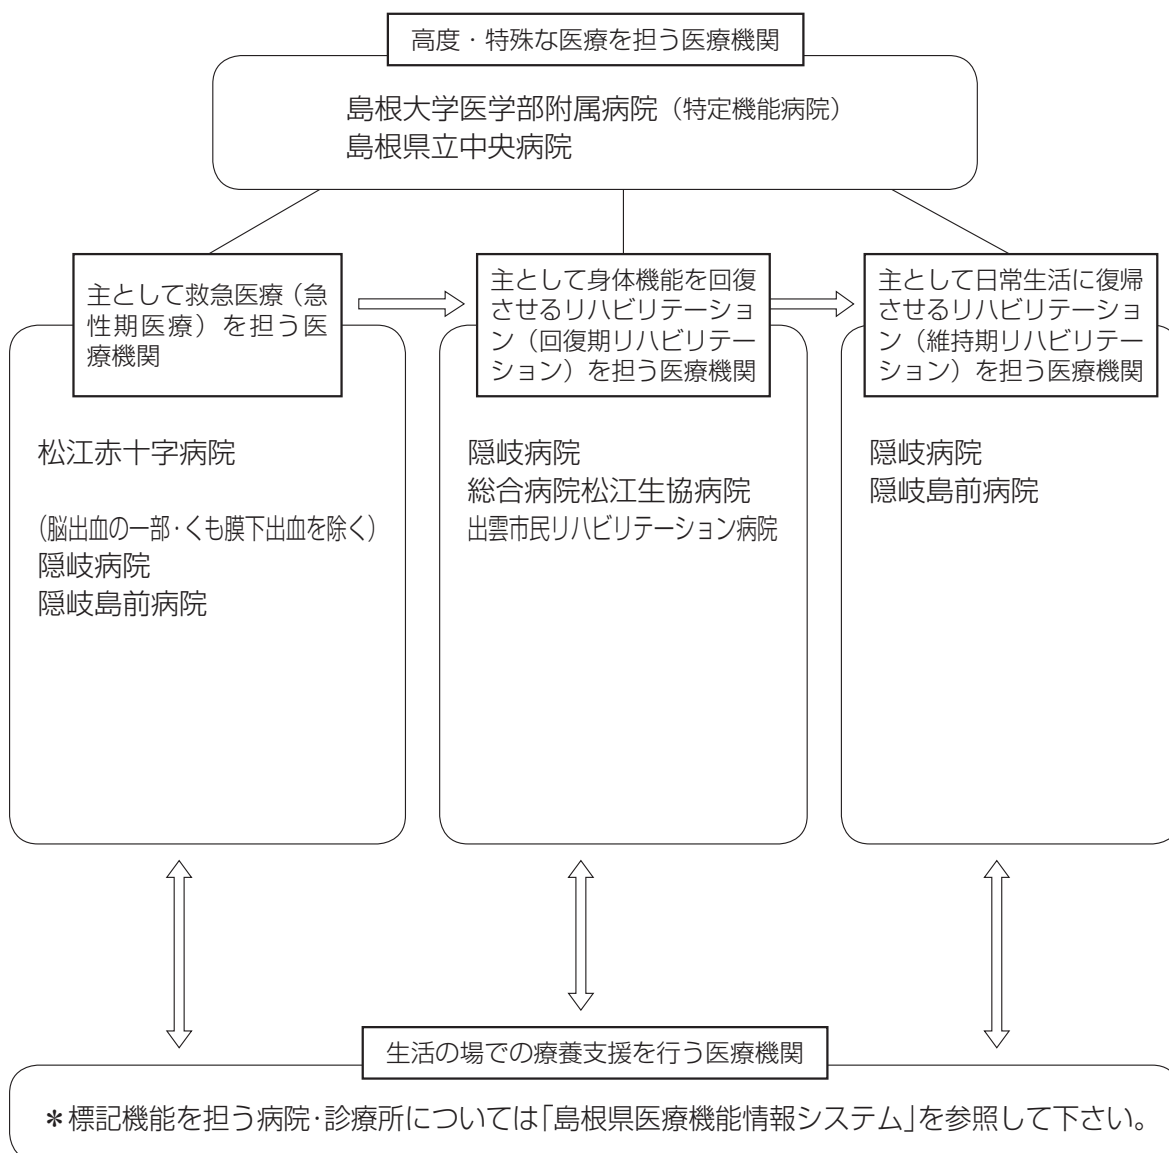 高度・特殊な医療を担う医療機関
島根大学医学部附属病院（特定機能病院）
島根県立中央病院
主として救急医療（急
性期医療）を担う医
療機関
松江赤十字病院
(脳出血の一部・くも膜下出血を除く)
隠岐病院
隠岐島前病院
主として身体機能を回復
させるリハビリテーショ
ン（回復期リハビリテー
ション）を担う医療機関
隠岐病院
総合病院松江生協病院
出雲市民リハビリテーション病院
主として日常生活に復帰
させるリハビリテーショ
ン（維持期リハビリテー
ション）を担う医療機関
隠岐病院
隠岐島前病院
生活の場での療養支援を行う医療機関
＊標記機能を担う病院・診療所については「島根県医療機能情報システム」を参照して下さい。